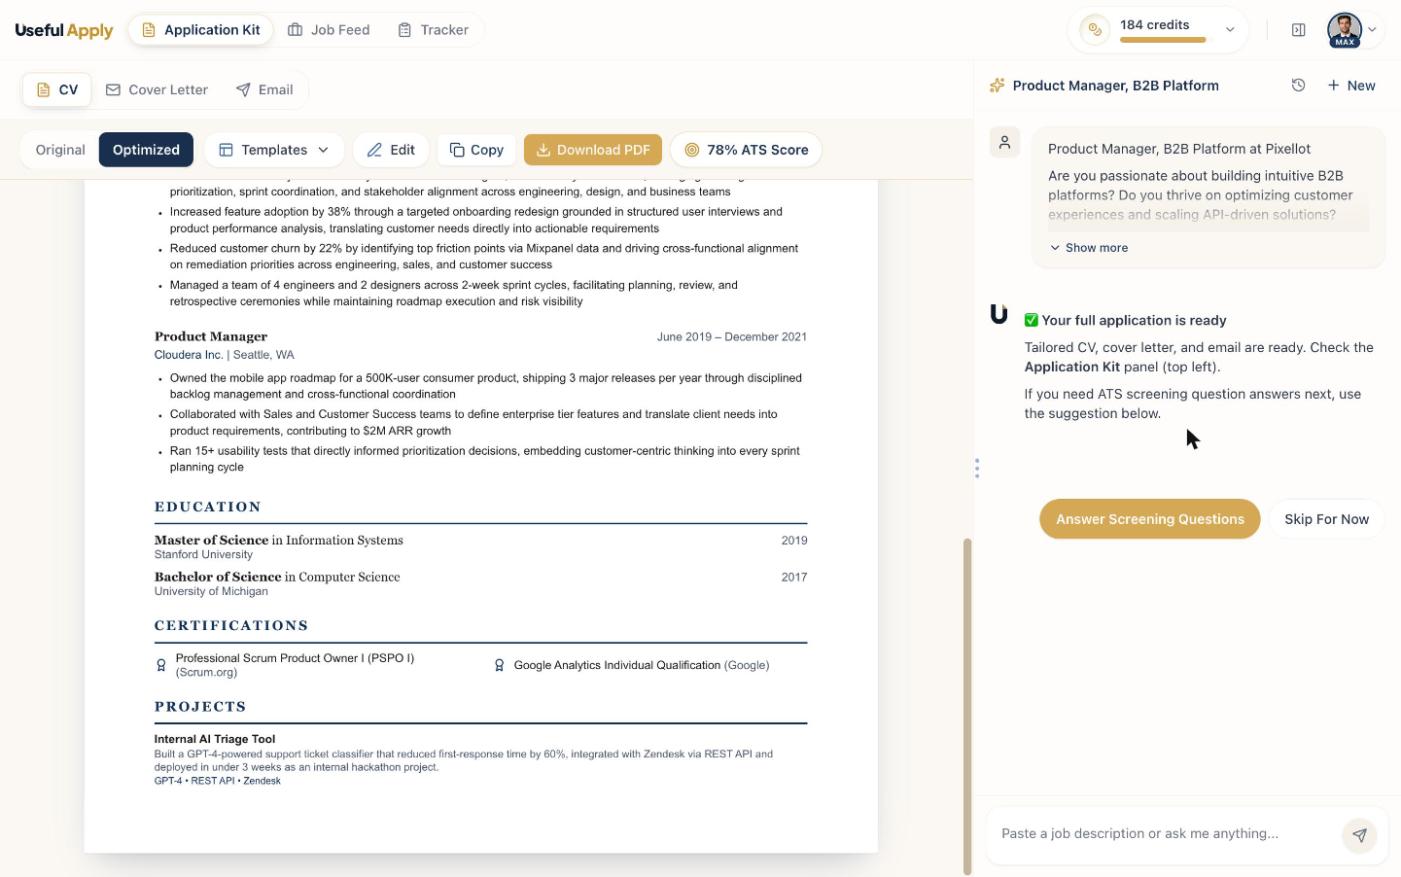 Useful Apply
Application Kit
Job Feed
Tracker
184 credits
MAX
CV
Cover Letter
Email
Original
Optimized
Templates
Edit
Copy
Download PDF
78% ATS Score
prioritization, sprint coordination, and stakeholder alignment across engineering, design, and business teams
• Increased feature adoption by 38% through a targeted onboarding redesign grounded in structured user interviews and
product performance analysis, translating customer needs directly into actionable requirements
• Reduced customer churn by 22% by identifying top friction points via Mixpanel data and driving cross-functional alignment
on remediation priorities across engineering, sales, and customer success
• Managed a team of 4 engineers and 2 designers across 2-week sprint cycles, facilitating planning, review, and
retrospective ceremonies while maintaining roadmap execution and risk visibility
Product Manager
June 2019 – December 2021
Cloudera Inc. | Seattle, WA
• Owned the mobile app roadmap for a 500K-user consumer product, shipping 3 major releases per year through disciplined
backlog management and cross-functional coordination
• Collaborated with Sales and Customer Success teams to define enterprise tier features and translate client needs into
product requirements, contributing to $2M ARR growth
• Ran 15+ usability tests that directly informed prioritization decisions, embedding customer-centric thinking into every sprint
planning cycle
EDUCATION
Master of Science in Information Systems
2019
Stanford University
Bachelor of Science in Computer Science
2017
University of Michigan
CERTIFICATIONS
Professional Scrum Product Owner I (PSPO I)
(Scrum.org)
Google Analytics Individual Qualification (Google)
PROJECTS
Internal AI Triage Tool
Built a GPT-4-powered support ticket classifier that reduced first-response time by 60%, integrated with Zendesk via REST API and
deployed in under 3 weeks as an internal hackathon project.
GPT-4 • REST API • Zendesk
Product Manager, B2B Platform
+ New
Product Manager, B2B Platform at Pixellot
Are you passionate about building intuitive B2B
platforms? Do you thrive on optimizing customer
experiences and scaling API-driven solutions?
Show more
U
✅ Your full application is ready
Tailored CV, cover letter, and email are ready. Check the
Application Kit panel (top left).
If you need ATS screening question answers next, use
the suggestion below.
Answer Screening Questions
Skip For Now
Paste a job description or ask me anything...